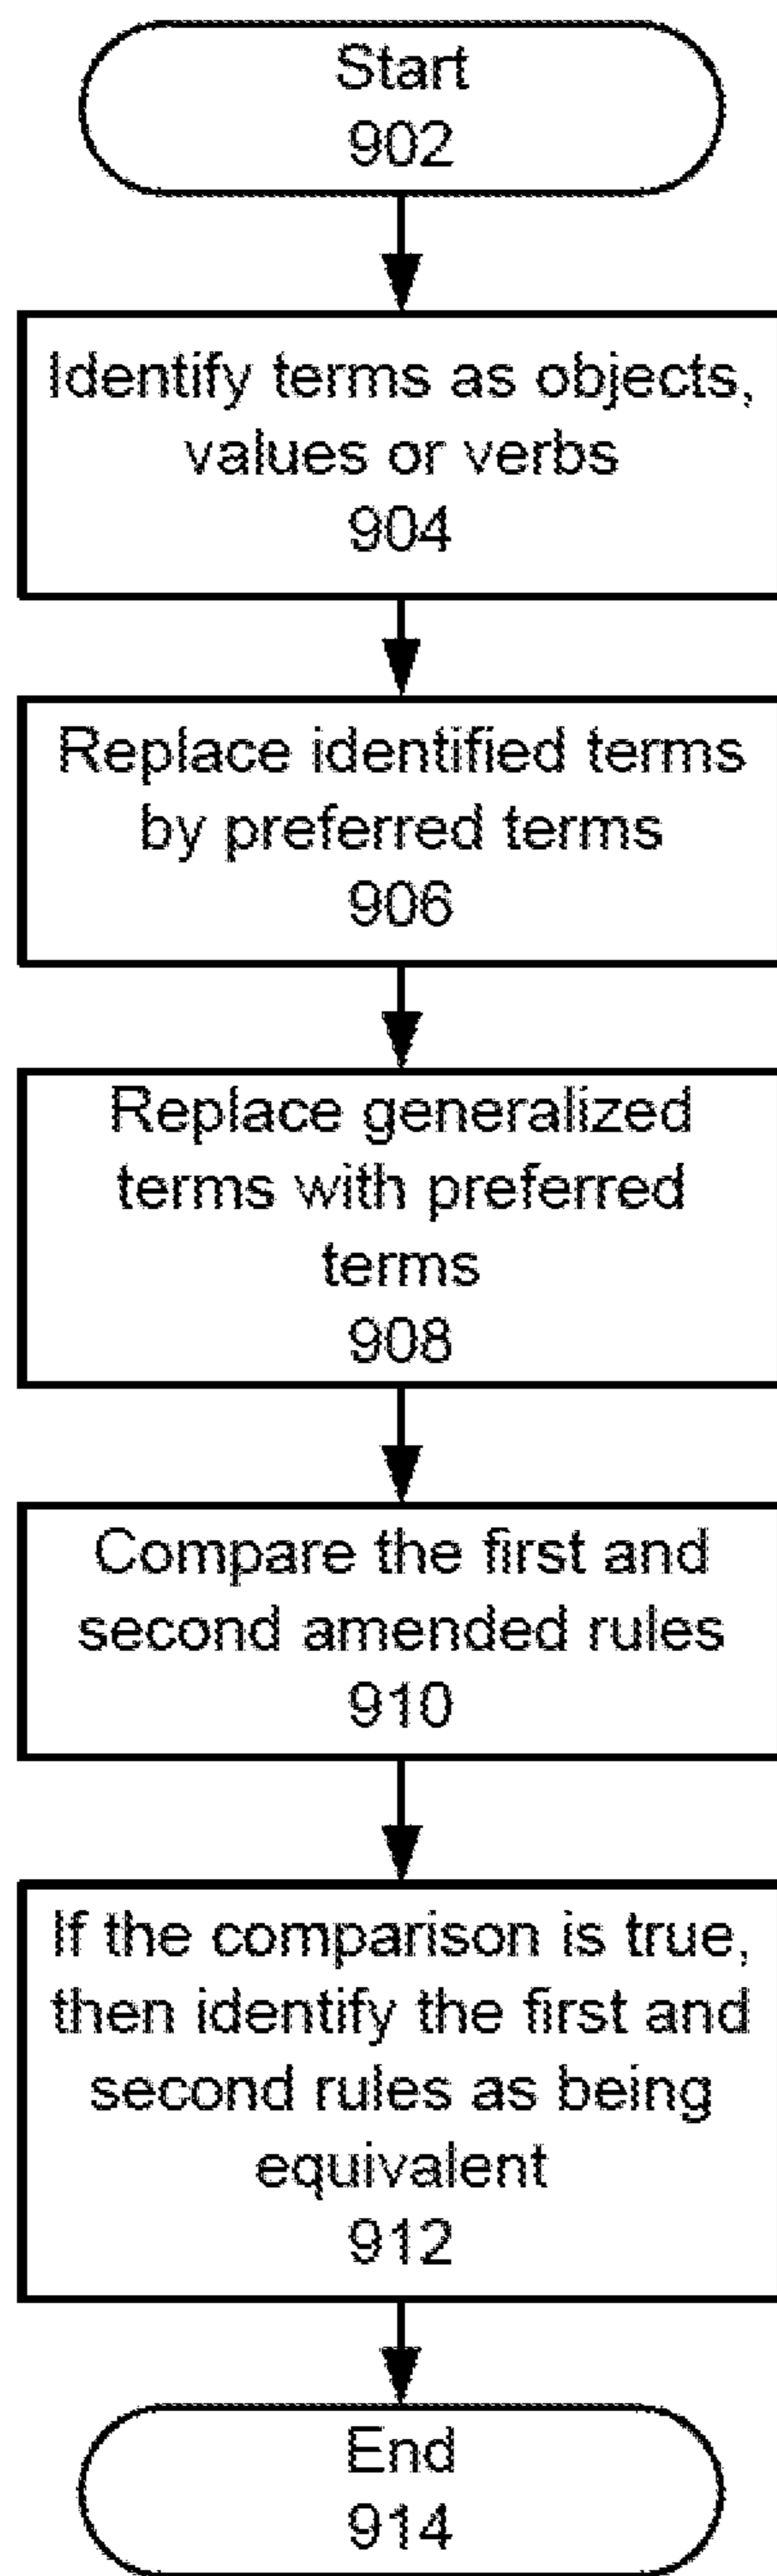 Start
902
Identify terms as objects,
values or verbs
904
Replace identified terms
by preferred terms
906
Replace generalized
terms with preferred
terms
908
Compare the first and
second amended rules
910
If the comparison is true,
then identify the first and
second rules as being
equivalent
912
End
914